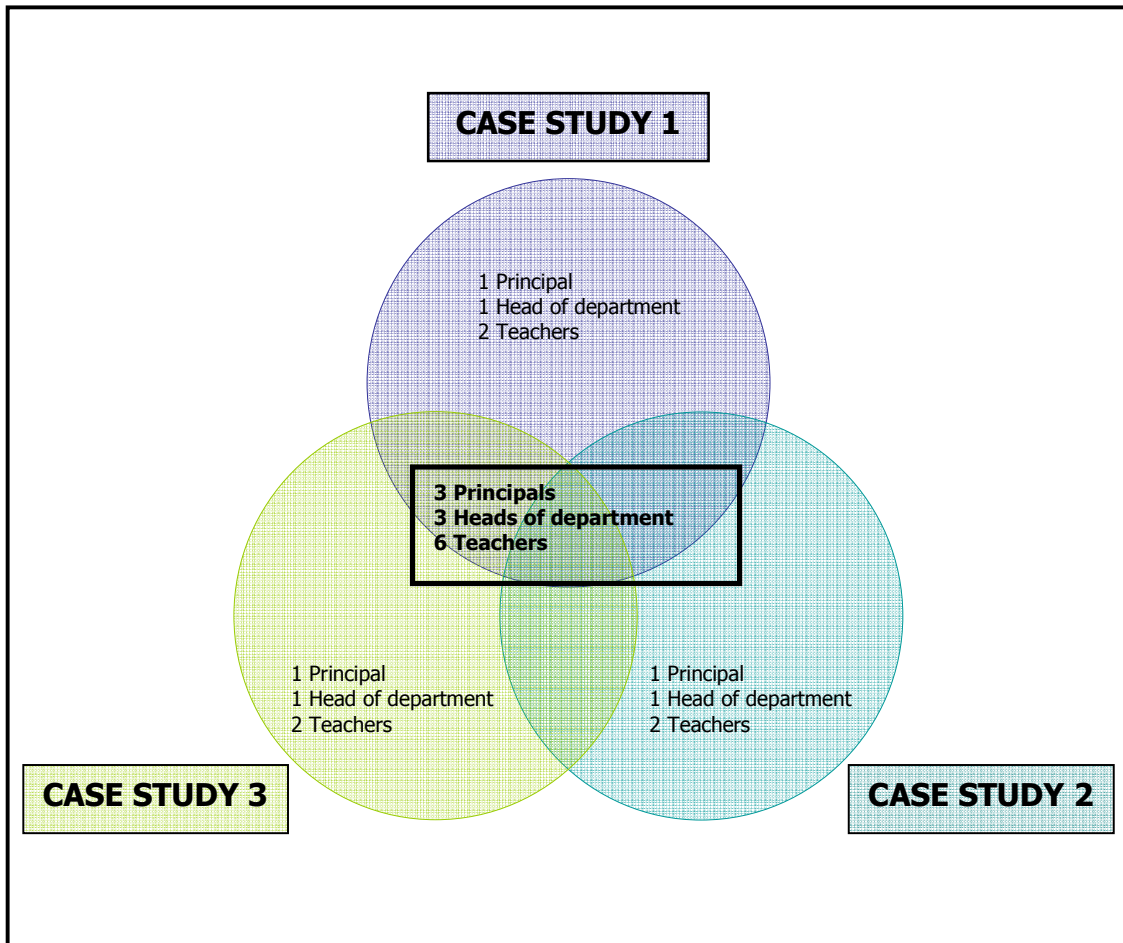 CASE STUDY 1
1 Principal
1 Head of department
2 Teachers
3 Principals
3 Heads of department
6 Teachers
1 Principal
1 Head of department
2 Teachers
1 Principal
1 Head of department
2 Teachers
CASE STUDY 3
CASE STUDY 2